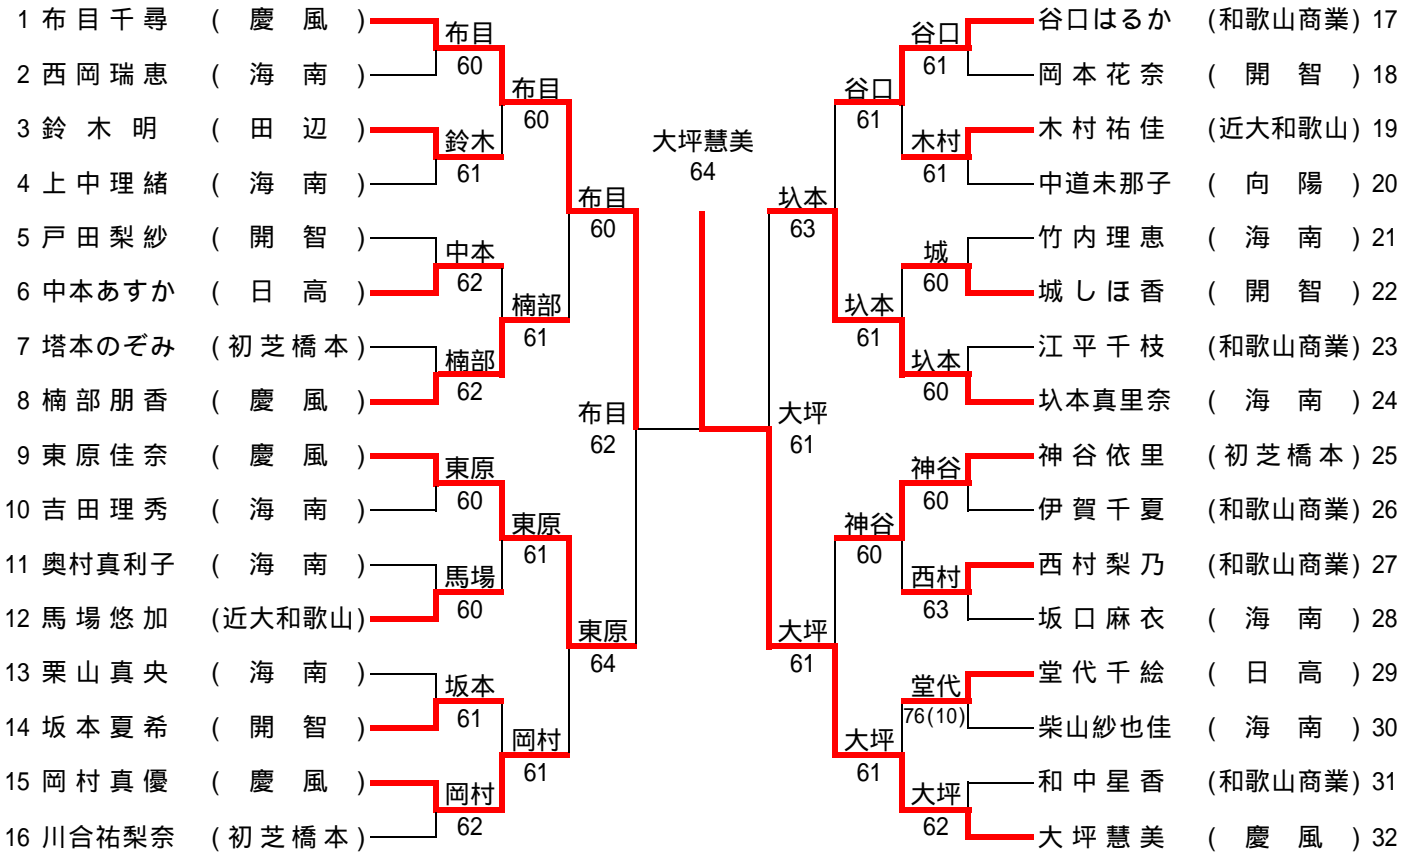 1 布目千尋 ( 慶 風 )
2 西岡瑞恵 ( 海 南 )
3 鈴木明 ( 田 辺 )
4 上中理緒 ( 海 南 )
5 戸田梨紗 ( 開 智 )
6 中本あすか ( 日 高 )
7 塔本のぞみ (初芝橋本)
8 楠部朋香 ( 慶 風 )
9 東原佳奈 ( 慶 風 )
10 吉田理秀 ( 海 南 )
11 奥村真利子 ( 海 南 )
12 馬場悠加 (近大和歌山)
13 栗山真央 ( 海 南 )
14 坂本夏希 ( 開 智 )
15 岡村真優 ( 慶 風 )
16 川合祐梨奈 (初芝橋本)
布目
60
鈴木
61
中本
62
楠部
62
東原
60
馬場
60
坂本
61
岡村
62
布目
60
楠部
61
東原
61
岡村
61
布目
60
東原
64
布目
62
大坪慧美
64
大坪
61
圦本
63
大坪
61
谷口
61
圦本
61
神谷
60
大坪
61
谷口
61
木村
61
城
60
圦本
60
神谷
60
西村
63
堂代
76(10)
大坪
62
谷口はるか (和歌山商業) 17
岡本花奈 ( 開 智 ) 18
木村祐佳 (近大和歌山) 19
中道未那子 ( 向 陽 ) 20
竹内理恵 ( 海 南 ) 21
城しほ香 ( 開 智 ) 22
江平千枝 (和歌山商業) 23
圦本真里奈 ( 海 南 ) 24
神谷依里 (初芝橋本) 25
伊賀千夏 (和歌山商業) 26
西村梨乃 (和歌山商業) 27
坂口麻衣 ( 海 南 ) 28
堂代千絵 ( 日 高 ) 29
柴山紗也佳 ( 海 南 ) 30
和中星香 (和歌山商業) 31
大坪慧美 ( 慶 風 ) 32